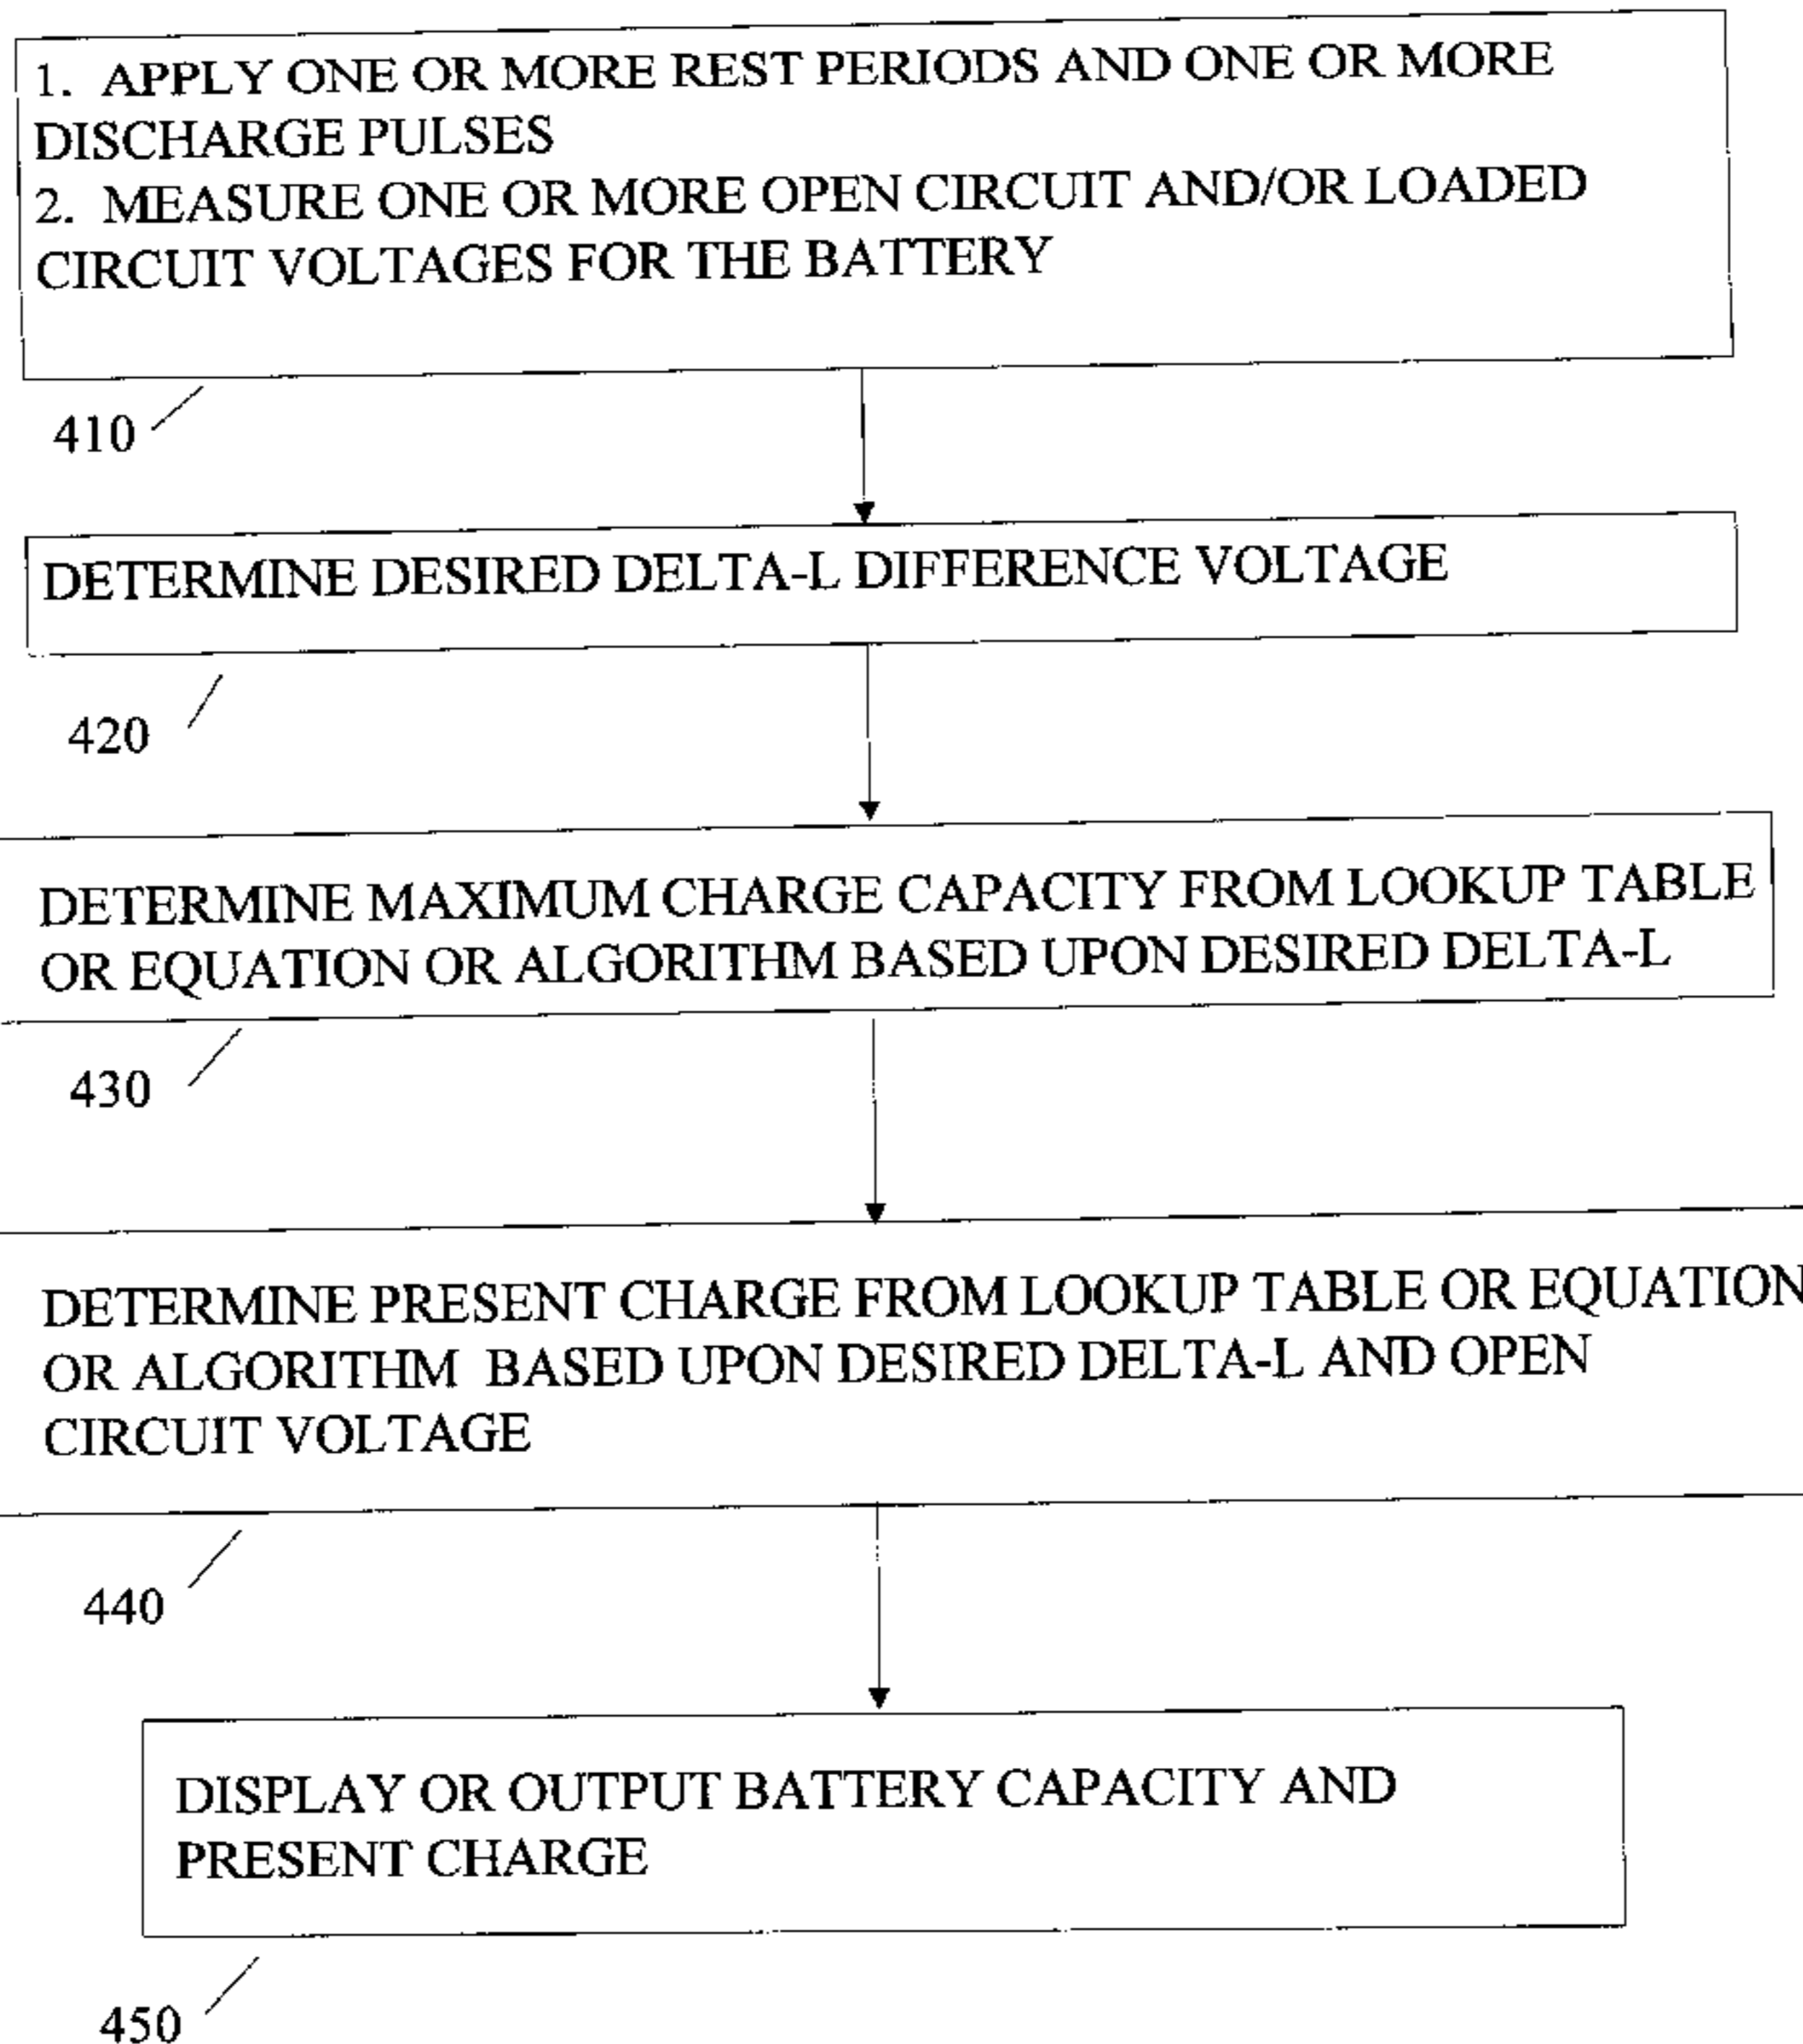 1. APPLY ONE OR MORE REST PERIODS AND ONE OR MORE
DISCHARGE PULSES
2. MEASURE ONE OR MORE OPEN CIRCUIT AND/OR LOADED
CIRCUIT VOLTAGES FOR THE BATTERY
410
DETERMINE DESIRED DELTA-L DIFFERENCE VOLTAGE
420
DETERMINE MAXIMUM CHARGE CAPACITY FROM LOOKUP TABLE
OR EQUATION OR ALGORITHM BASED UPON DESIRED DELTA-L
430
DETERMINE PRESENT CHARGE FROM LOOKUP TABLE OR EQUATION
OR ALGORITHM BASED UPON DESIRED DELTA-L AND OPEN
CIRCUIT VOLTAGE
440
DISPLAY OR OUTPUT BATTERY CAPACITY AND
PRESENT CHARGE
450